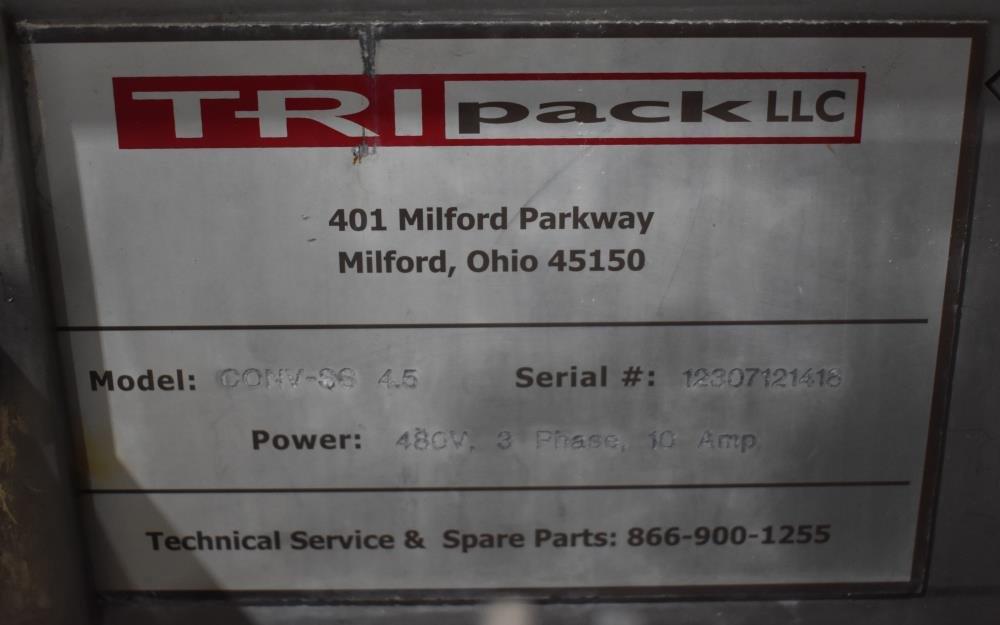 TRI pack LLC
401 Milford Parkway
Milford, Ohio 45150
Model: CONV-SS 4.5 Serial #: 12307121418
Power: 480V, 3 Phase, 10 Amp
Technical Service & Spare Parts: 866-900-1255